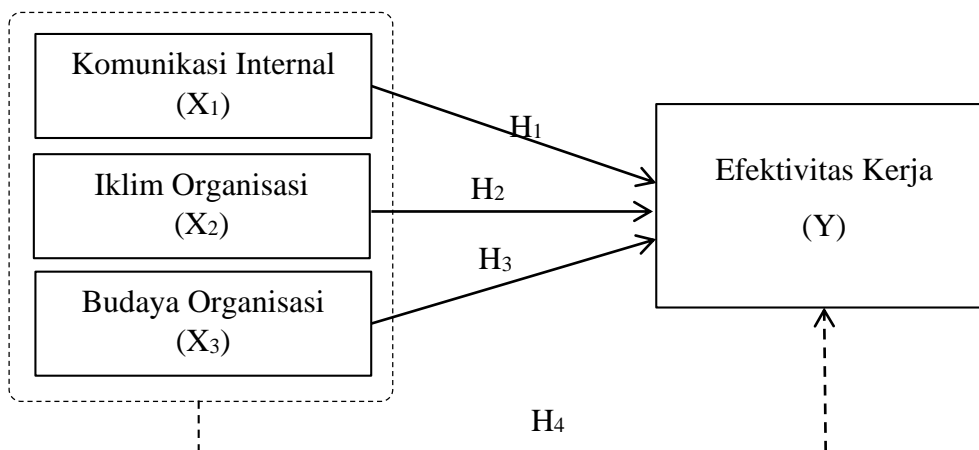 Komunikasi Internal
(X1)
H1
Iklim Organisasi
(X2)
H2
Efektivitas Kerja
(Y)
Budaya Organisasi
(X3)
H3
H4